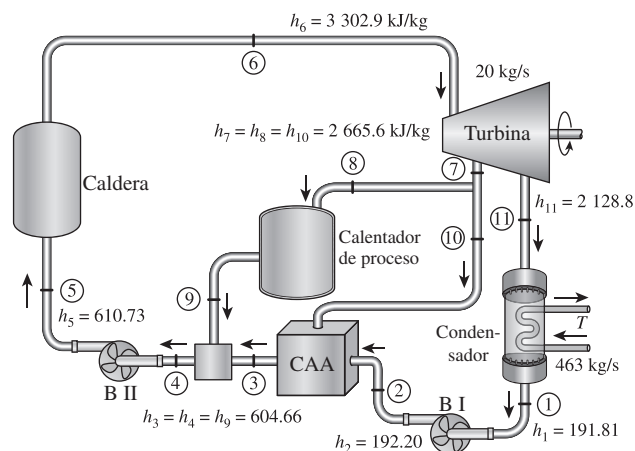 h6 = 3 302.9 kJ/kg
6
20 kg/s
Turbina
h7 = h8 = h10 = 2 665.6 kJ/kg
8
7
Caldera
h11 = 2 128.8
11
10
Calentador
de proceso
9
5
h5 = 610.73
T
Conden-
sador
463 kg/s
CAA
B II
4
3
2
B I
1
h3 = h4 = h9 = 604.66
h2 = 192.20
h1 = 191.81